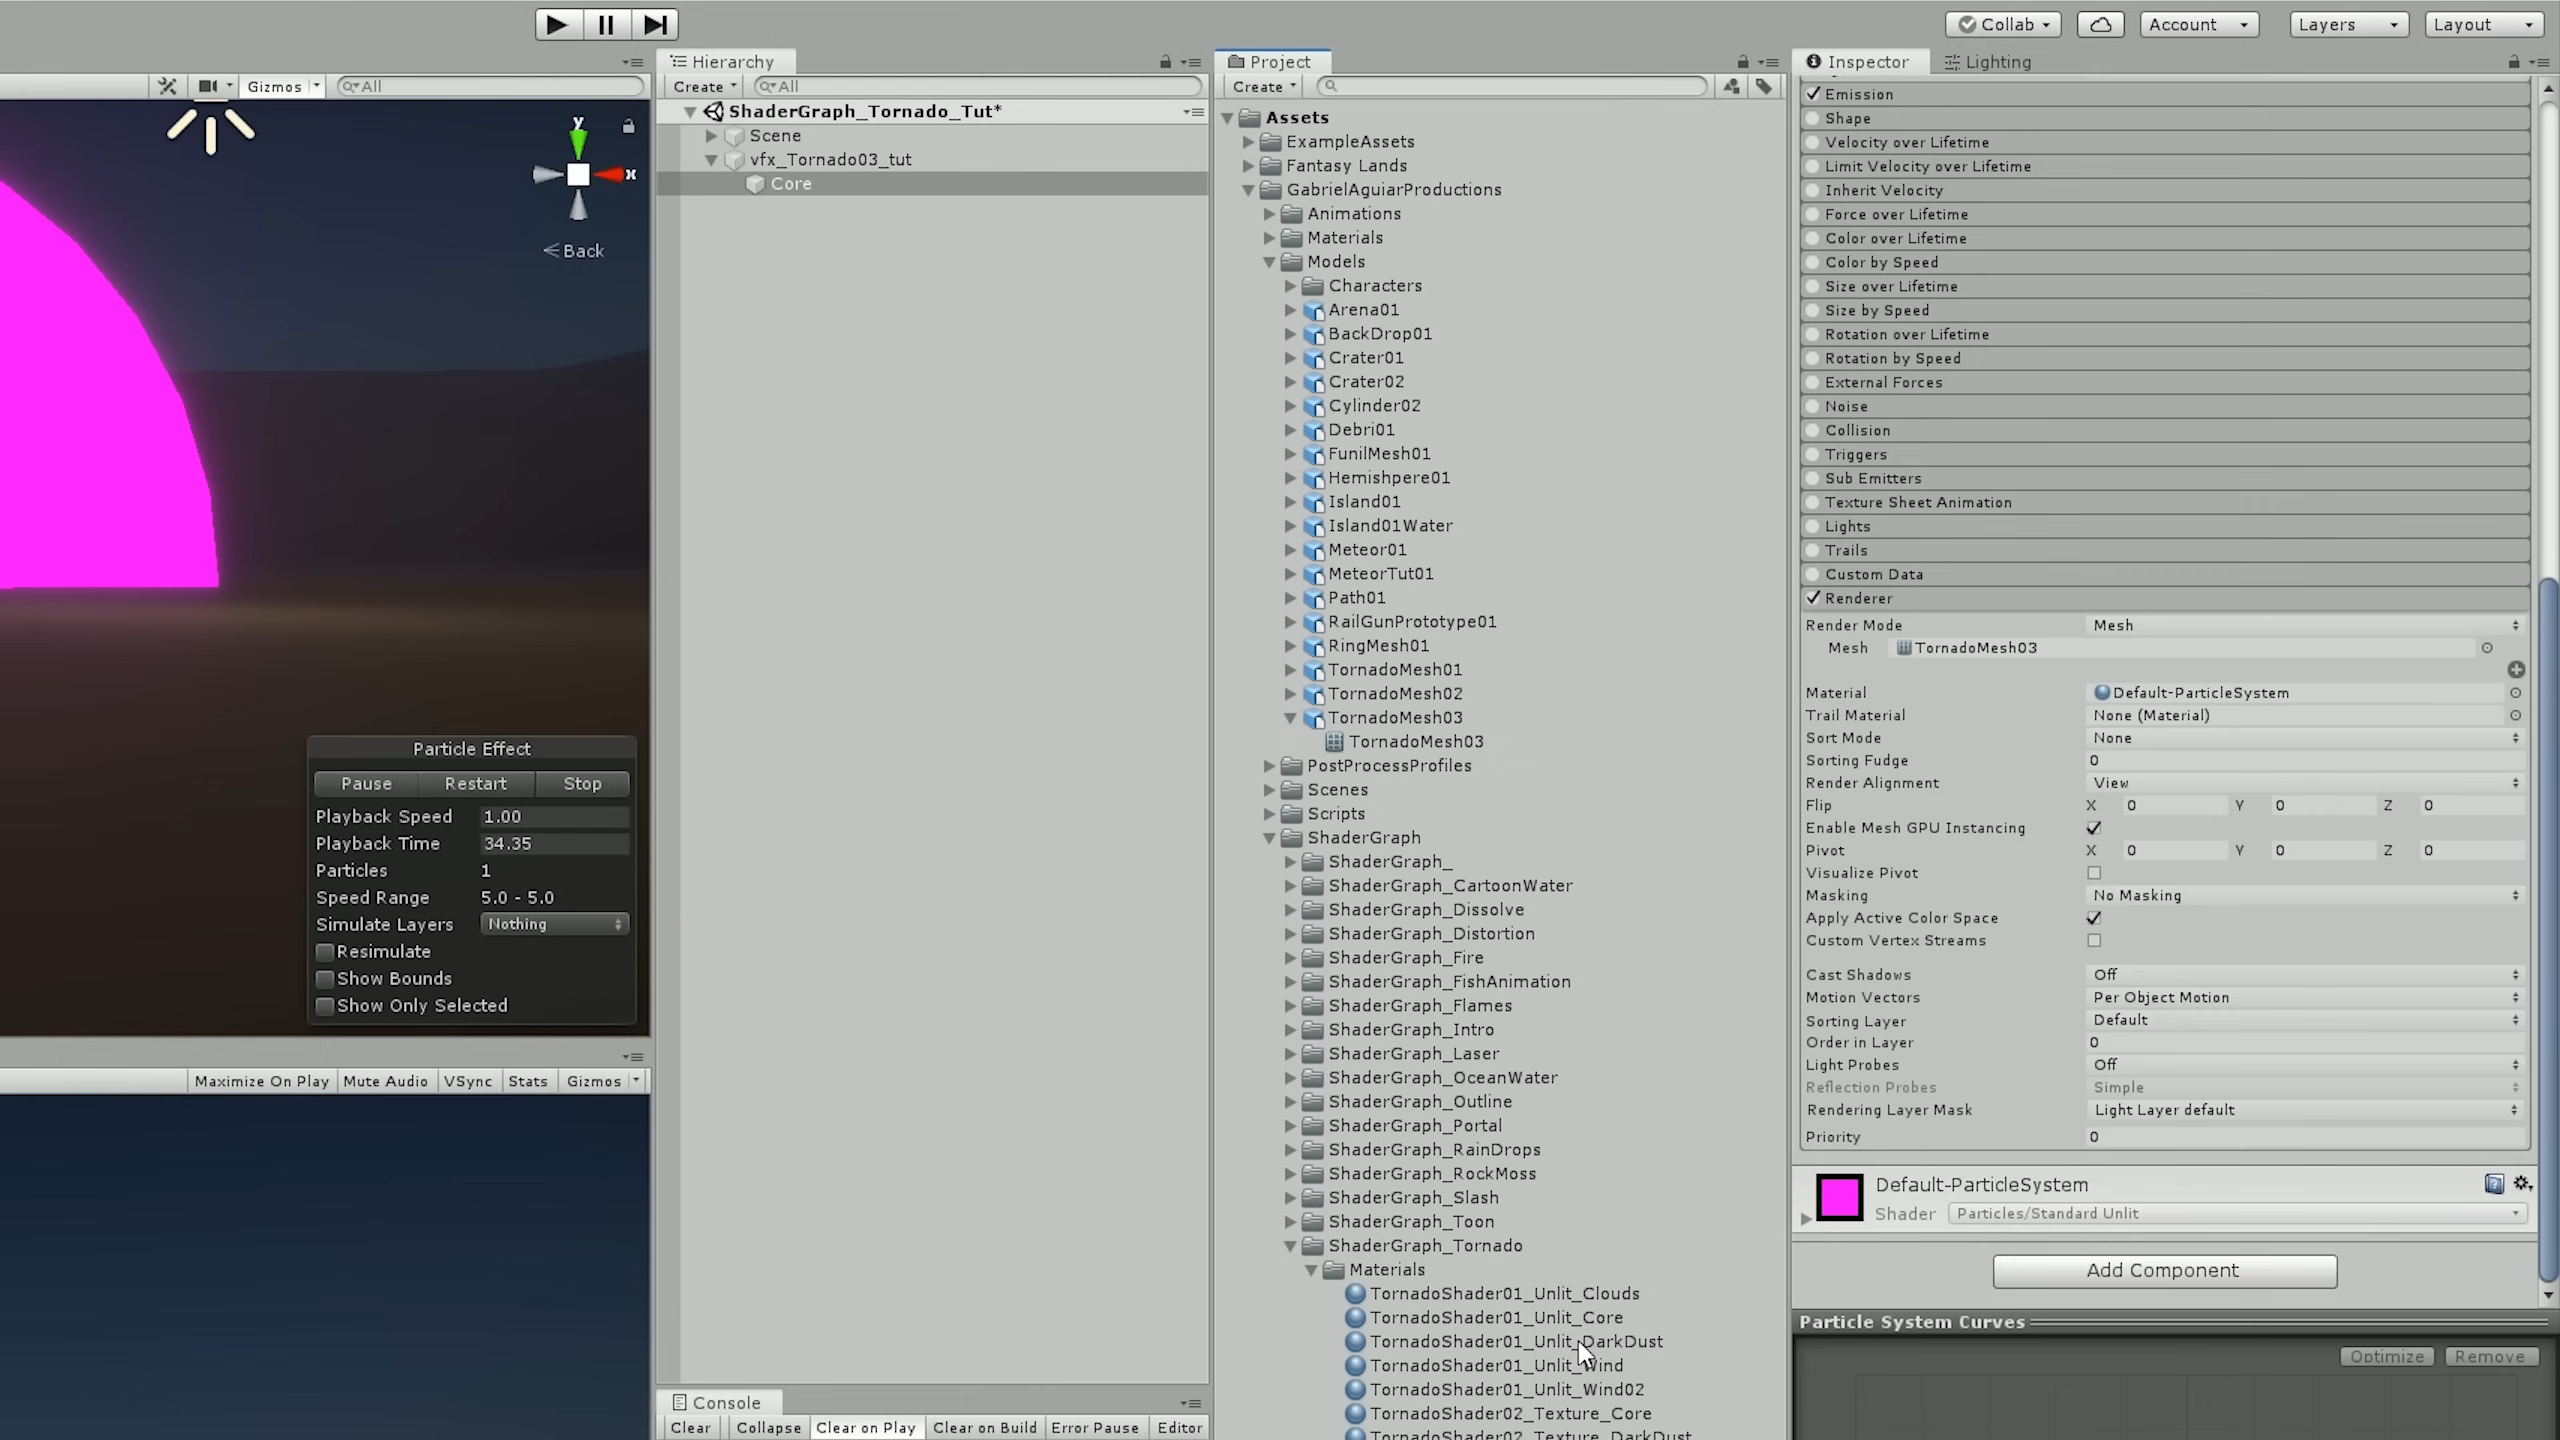 Collab
Account
Layers
Layout
Gizmos
All
y
x
Back
Particle Effect
Pause
Restart
Stop
Playback Speed 1.00
Playback Time 34.35
Particles 1
Speed Range 5.0 - 5.0
Simulate Layers Nothing
Resimulate
Show Bounds
Show Only Selected
Maximize On Play
Mute Audio
VSync
Stats
Gizmos
Hierarchy
Create
All
ShaderGraph_Tornado_Tut*
Scene
vfx_Tornado03_tut
Core
Console
Clear
Collapse
Clear on Play
Clear on Build
Error Pause
Editor
Project
Create
Assets
ExampleAssets
Fantasy Lands
GabrielAguiarProductions
Animations
Materials
Models
Characters
Arena01
BackDrop01
Crater01
Crater02
Cylinder02
Debri01
FunilMesh01
Hemishpere01
Island01
Island01Water
Meteor01
MeteorTut01
Path01
RailGunPrototype01
RingMesh01
TornadoMesh01
TornadoMesh02
TornadoMesh03
TornadoMesh03
PostProcessProfiles
Scenes
Scripts
ShaderGraph
ShaderGraph_
ShaderGraph_CartoonWater
ShaderGraph_Dissolve
ShaderGraph_Distortion
ShaderGraph_Fire
ShaderGraph_FishAnimation
ShaderGraph_Flames
ShaderGraph_Intro
ShaderGraph_Laser
ShaderGraph_OceanWater
ShaderGraph_Outline
ShaderGraph_Portal
ShaderGraph_RainDrops
ShaderGraph_RockMoss
ShaderGraph_Slash
ShaderGraph_Toon
ShaderGraph_Tornado
Materials
TornadoShader01_Unlit_Clouds
TornadoShader01_Unlit_Core
TornadoShader01_Unlit_DarkDust
TornadoShader01_Unlit_Wind
TornadoShader01_Unlit_Wind02
TornadoShader02_Texture_Core
TornadoShader02_Texture_DarkDust
Inspector
Lighting
Emission
Shape
Velocity over Lifetime
Limit Velocity over Lifetime
Inherit Velocity
Force over Lifetime
Color over Lifetime
Color by Speed
Size over Lifetime
Size by Speed
Rotation over Lifetime
Rotation by Speed
External Forces
Noise
Collision
Triggers
Sub Emitters
Texture Sheet Animation
Lights
Trails
Custom Data
Renderer
Render Mode Mesh
Mesh TornadoMesh03
Material Default-ParticleSystem
Trail Material None (Material)
Sort Mode None
Sorting Fudge 0
Render Alignment View
Flip X 0 Y 0 Z 0
Enable Mesh GPU Instancing
Pivot X 0 Y 0 Z 0
Visualize Pivot
Masking No Masking
Apply Active Color Space
Custom Vertex Streams
Cast Shadows Off
Motion Vectors Per Object Motion
Sorting Layer Default
Order in Layer 0
Light Probes Off
Reflection Probes Simple
Rendering Layer Mask Light Layer default
Priority 0
Default-ParticleSystem
Shader Particles/Standard Unlit
Add Component
Particle System Curves
Optimize
Remove